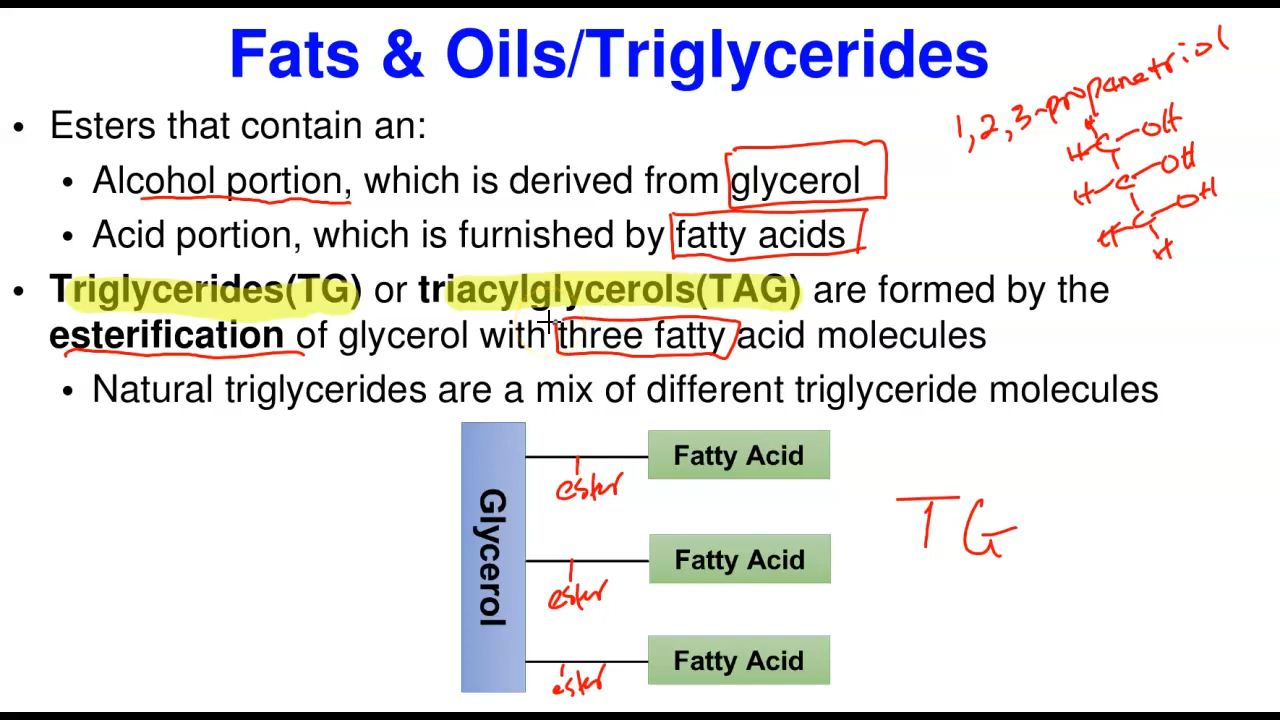 Fats & Oils/Triglycerides
1,2,3-propanetriol
• Esters that contain an:
• Alcohol portion, which is derived from glycerol
• Acid portion, which is furnished by fatty acids
H C OH
H C OH
H C OH
H
• Triglycerides(TG) or triacylglycerols(TAG) are formed by the
esterification of glycerol with three fatty acid molecules
• Natural triglycerides are a mix of different triglyceride molecules
Glycerol
Fatty Acid
ester
Fatty Acid
ester
Fatty Acid
ester
TG